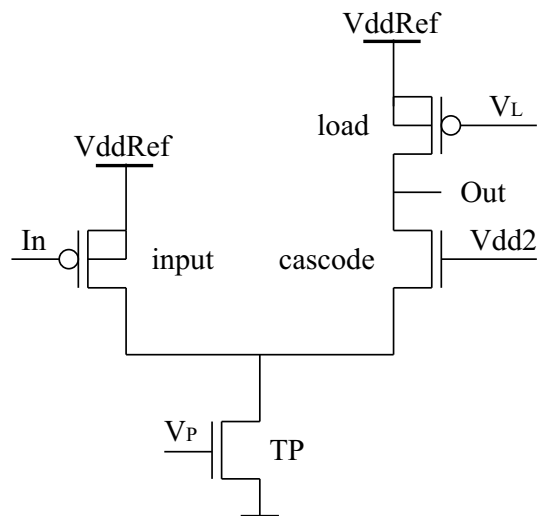 VddRef
load
VL
VddRef
Out
In
input
cascode
Vdd2
VP
TP